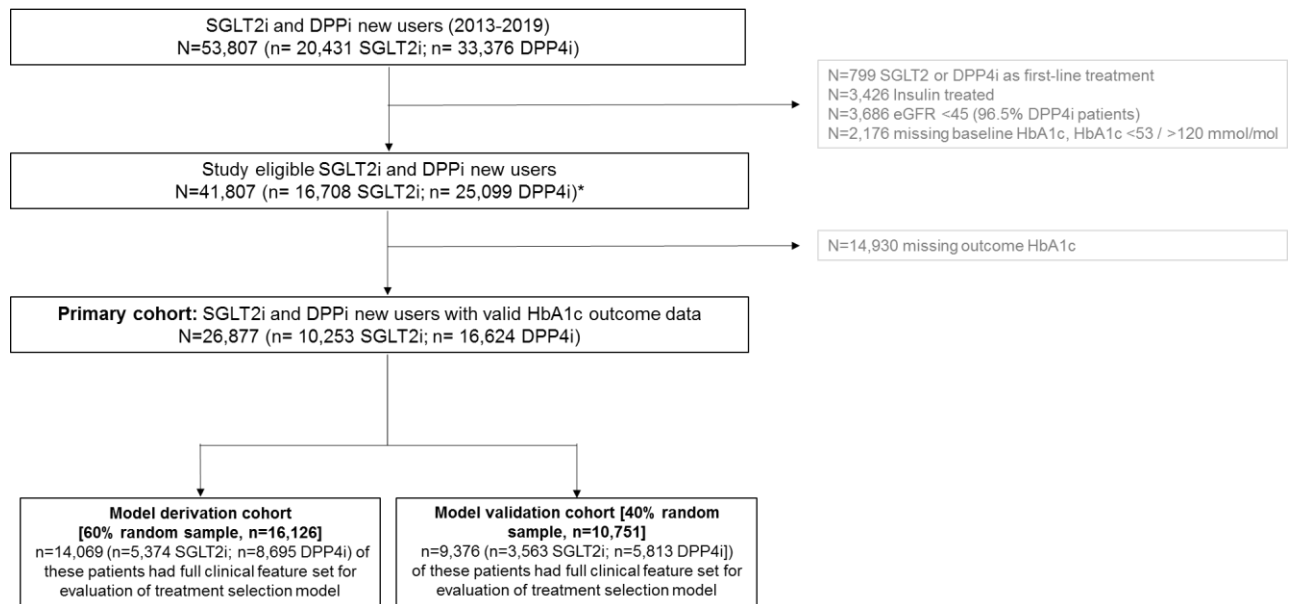 SGLT2i and DPPi new users (2013-2019)
N=53,807 (n= 20,431 SGLT2i; n= 33,376 DPP4i)
N=799 SGLT2 or DPP4i as first-line treatment
N=3,426 Insulin treated
N=3,686 eGFR <45 (96.5% DPP4i patients)
N=2,176 missing baseline HbA1c, HbA1c <53 / >120 mmol/mol
Study eligible SGLT2i and DPPi new users
N=41,807 (n= 16,708 SGLT2i; n= 25,099 DPP4i)*
N=14,930 missing outcome HbA1c
Primary cohort: SGLT2i and DPPi new users with valid HbA1c outcome data
N=26,877 (n= 10,253 SGLT2i; n= 16,624 DPP4i)
Model derivation cohort
[60% random sample, n=16,126]
n=14,069 (n=5,374 SGLT2i; n=8,695 DPP4i) of
these patients had full clinical feature set for
evaluation of treatment selection model
Model validation cohort [40% random
sample, n=10,751]
n=9,376 (n=3,563 SGLT2i; n=5,813 DPP4i])
of these patients had full clinical feature set for
evaluation of treatment selection model